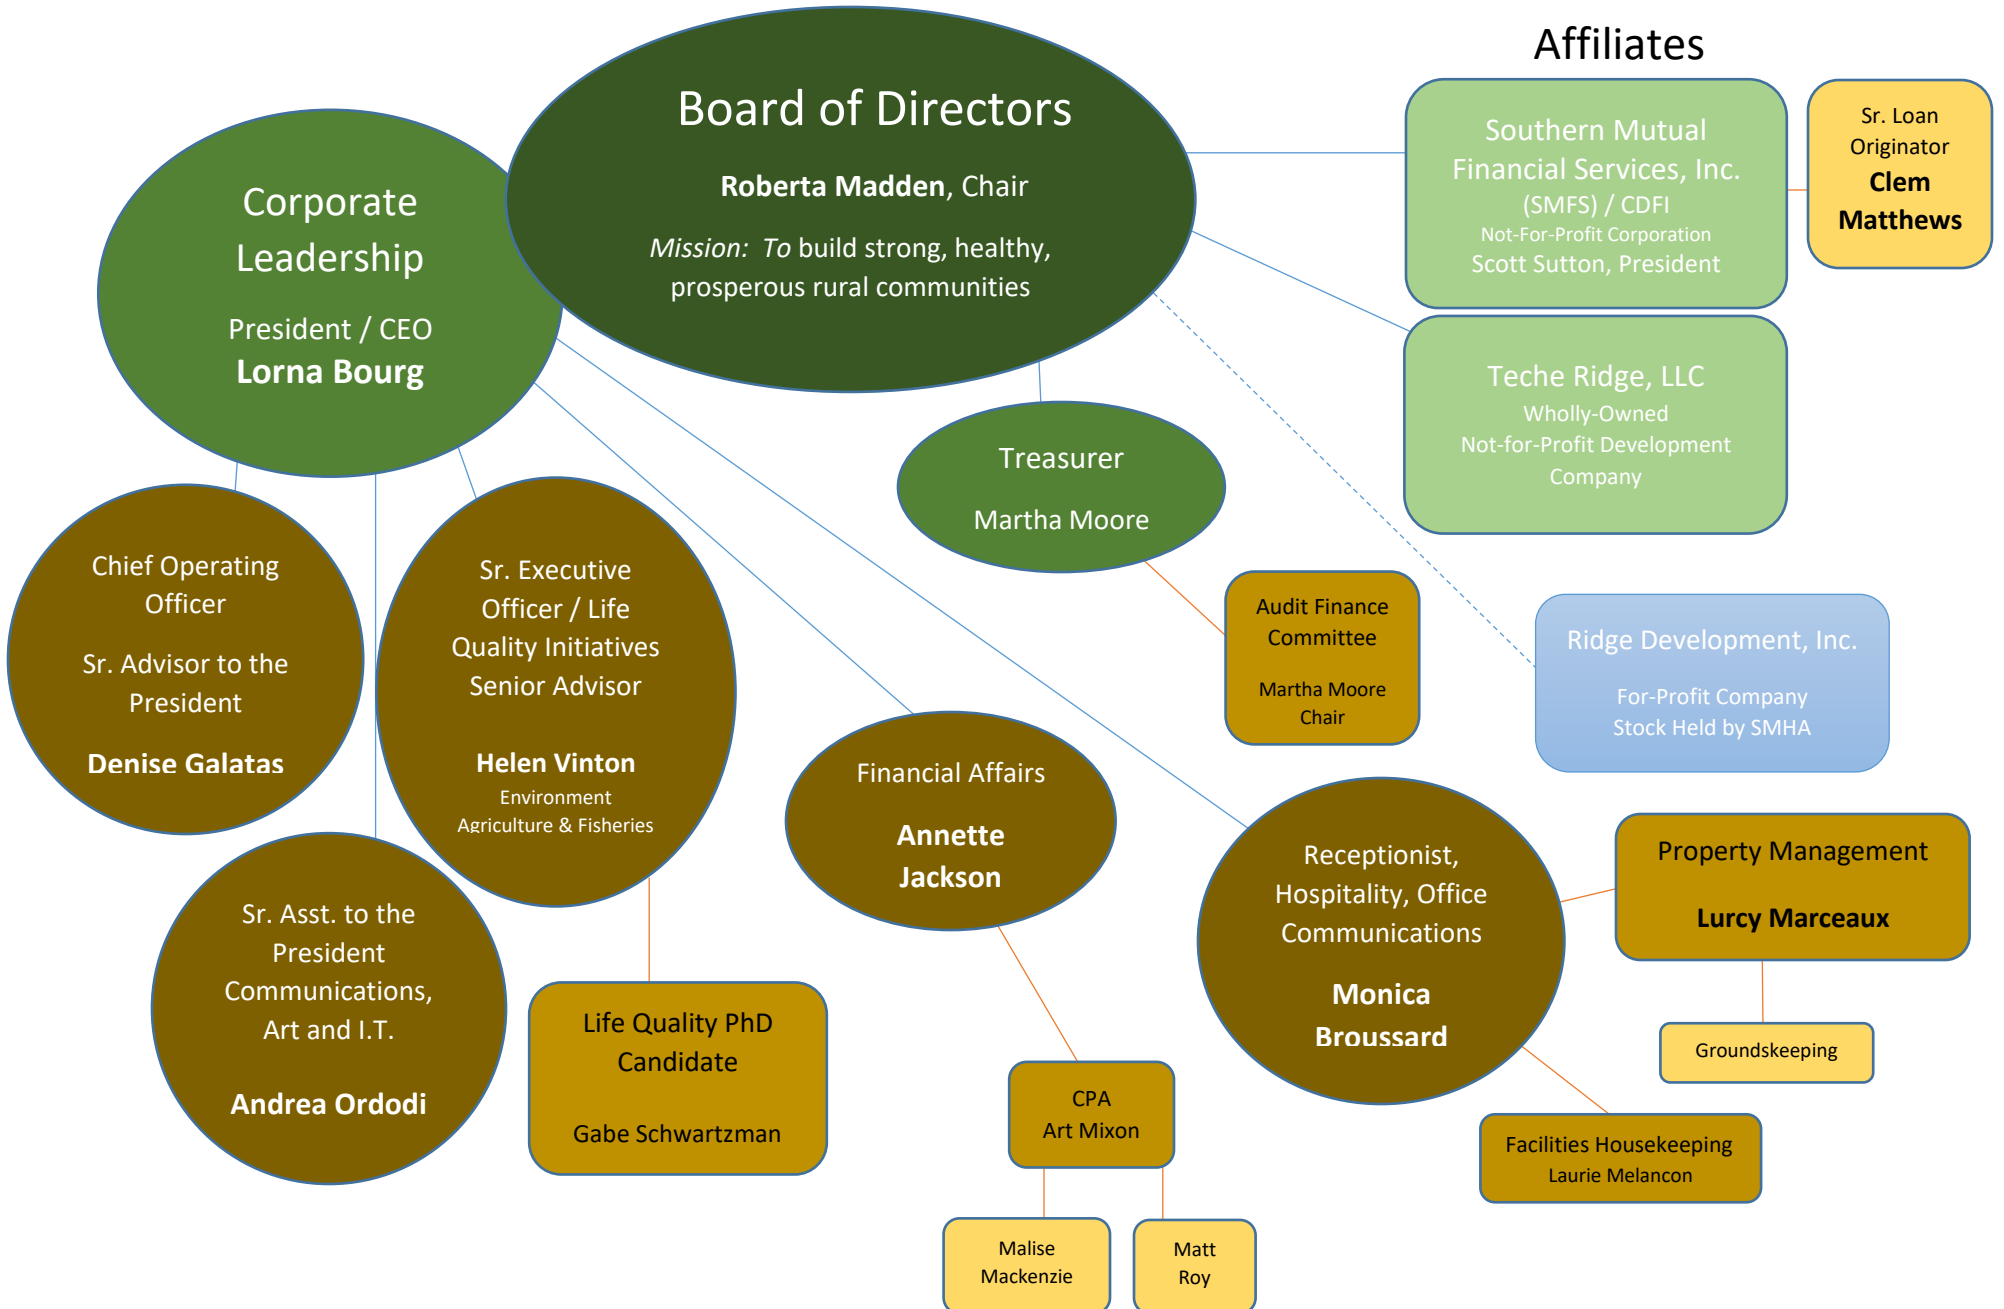 Affiliates
Board of Directors
Roberta Madden, Chair
Mission:  To build strong, healthy,
prosperous rural communities
Corporate
Leadership
President / CEO
Lorna Bourg
Southern Mutual
Financial Services, Inc.
(SMFS) / CDFI
Not-For-Profit Corporation
Scott Sutton, President
Sr. Loan
Originator
Clem
Matthews
Teche Ridge, LLC
Wholly-Owned
Not-for-Profit Development
Company
Treasurer
Martha Moore
Audit Finance
Committee
Martha Moore
Chair
Ridge Development, Inc.
For-Profit Company
Stock Held by SMHA
Chief Operating
Officer
Sr. Advisor to the
President
Denise Galatas
Sr. Executive
Officer / Life
Quality Initiatives
Senior Advisor
Helen Vinton
Environment
Agriculture & Fisheries
Financial Affairs
Annette
Jackson
Receptionist,
Hospitality, Office
Communications
Monica
Broussard
Property Management
Lurcy Marceaux
Groundskeeping
Sr. Asst. to the
President
Communications,
Art and I.T.
Andrea Ordodi
Life Quality PhD
Candidate
Gabe Schwartzman
CPA
Art Mixon
Facilities Housekeeping
Laurie Melancon
Malise
Mackenzie
Matt
Roy